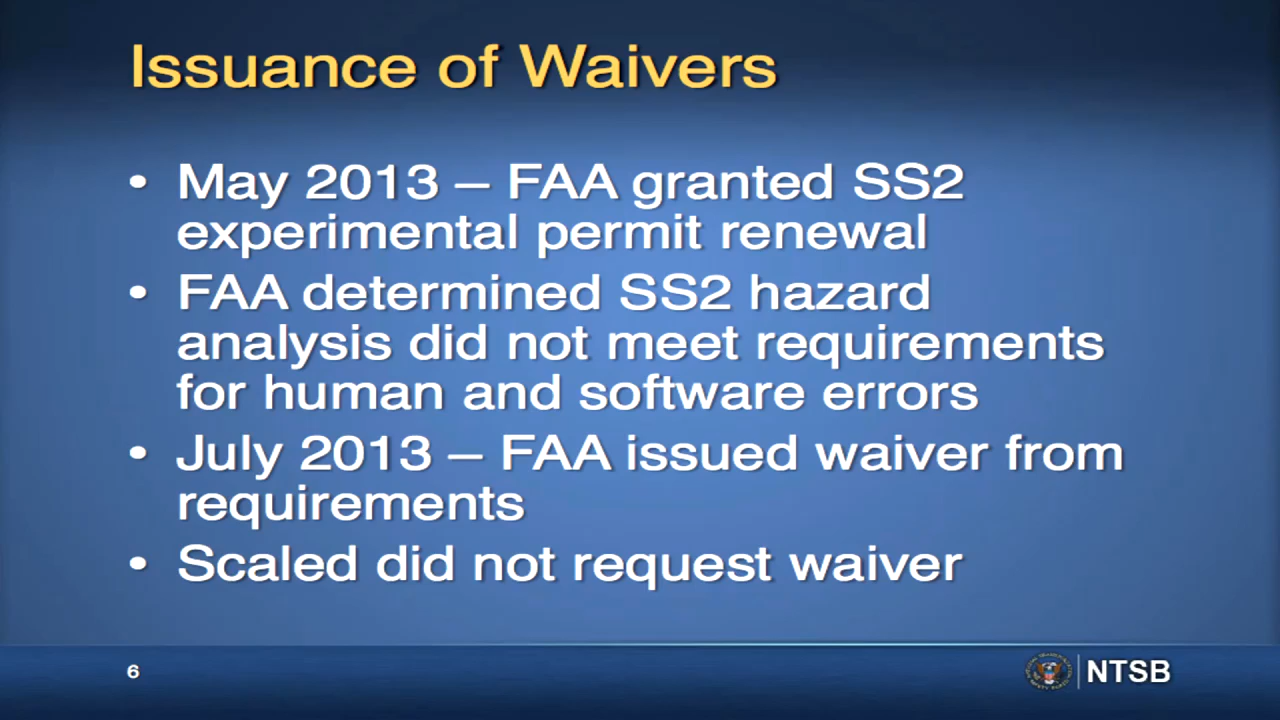 Issuance of Waivers
• May 2013 – FAA granted SS2
experimental permit renewal
• FAA determined SS2 hazard
analysis did not meet requirements
for human and software errors
• July 2013 – FAA issued waiver from
requirements
• Scaled did not request waiver
6
NTSB